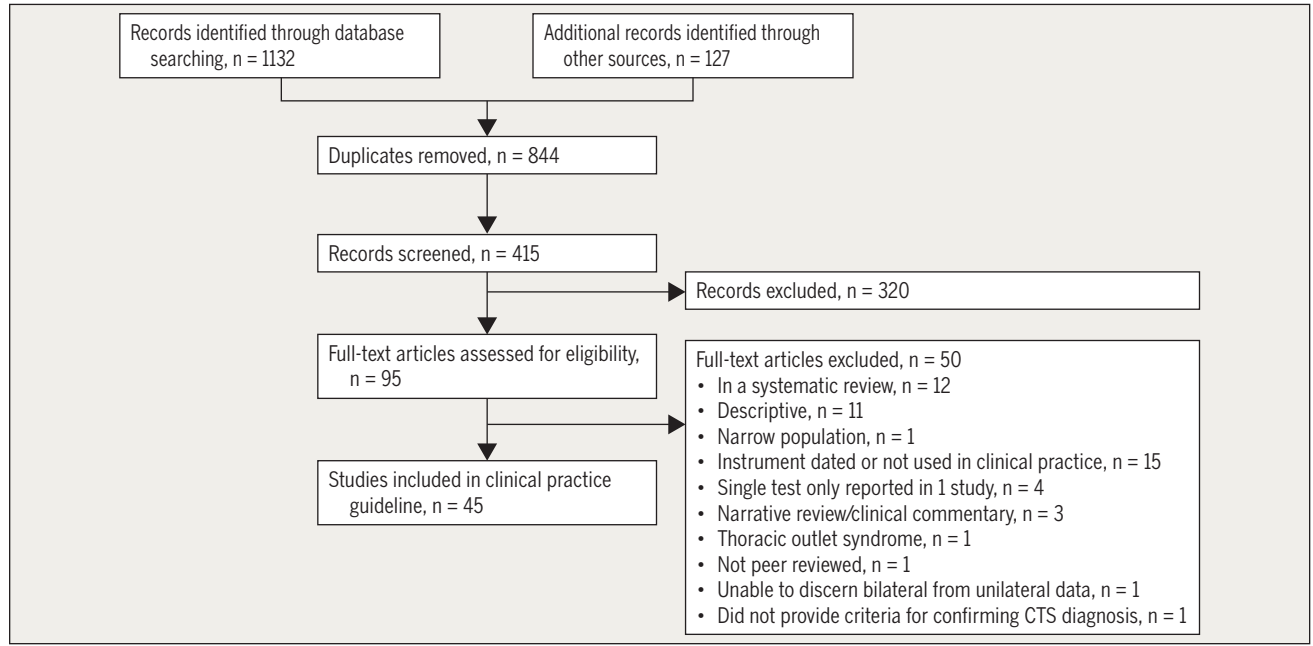 Records identified through database
searching, n = 1132
Additional records identified through
other sources, n = 127
Duplicates removed, n = 844
Records screened, n = 415
Records excluded, n = 320
Full-text articles assessed for eligibility,
n = 95
Full-text articles excluded, n = 50
• In a systematic review, n = 12
• Descriptive, n = 11
• Narrow population, n = 1
• Instrument dated or not used in clinical practice, n = 15
• Single test only reported in 1 study, n = 4
• Narrative review/clinical commentary, n = 3
• Thoracic outlet syndrome, n = 1
• Not peer reviewed, n = 1
• Unable to discern bilateral from unilateral data, n = 1
• Did not provide criteria for confirming CTS diagnosis, n = 1
Studies included in clinical practice
guideline, n = 45